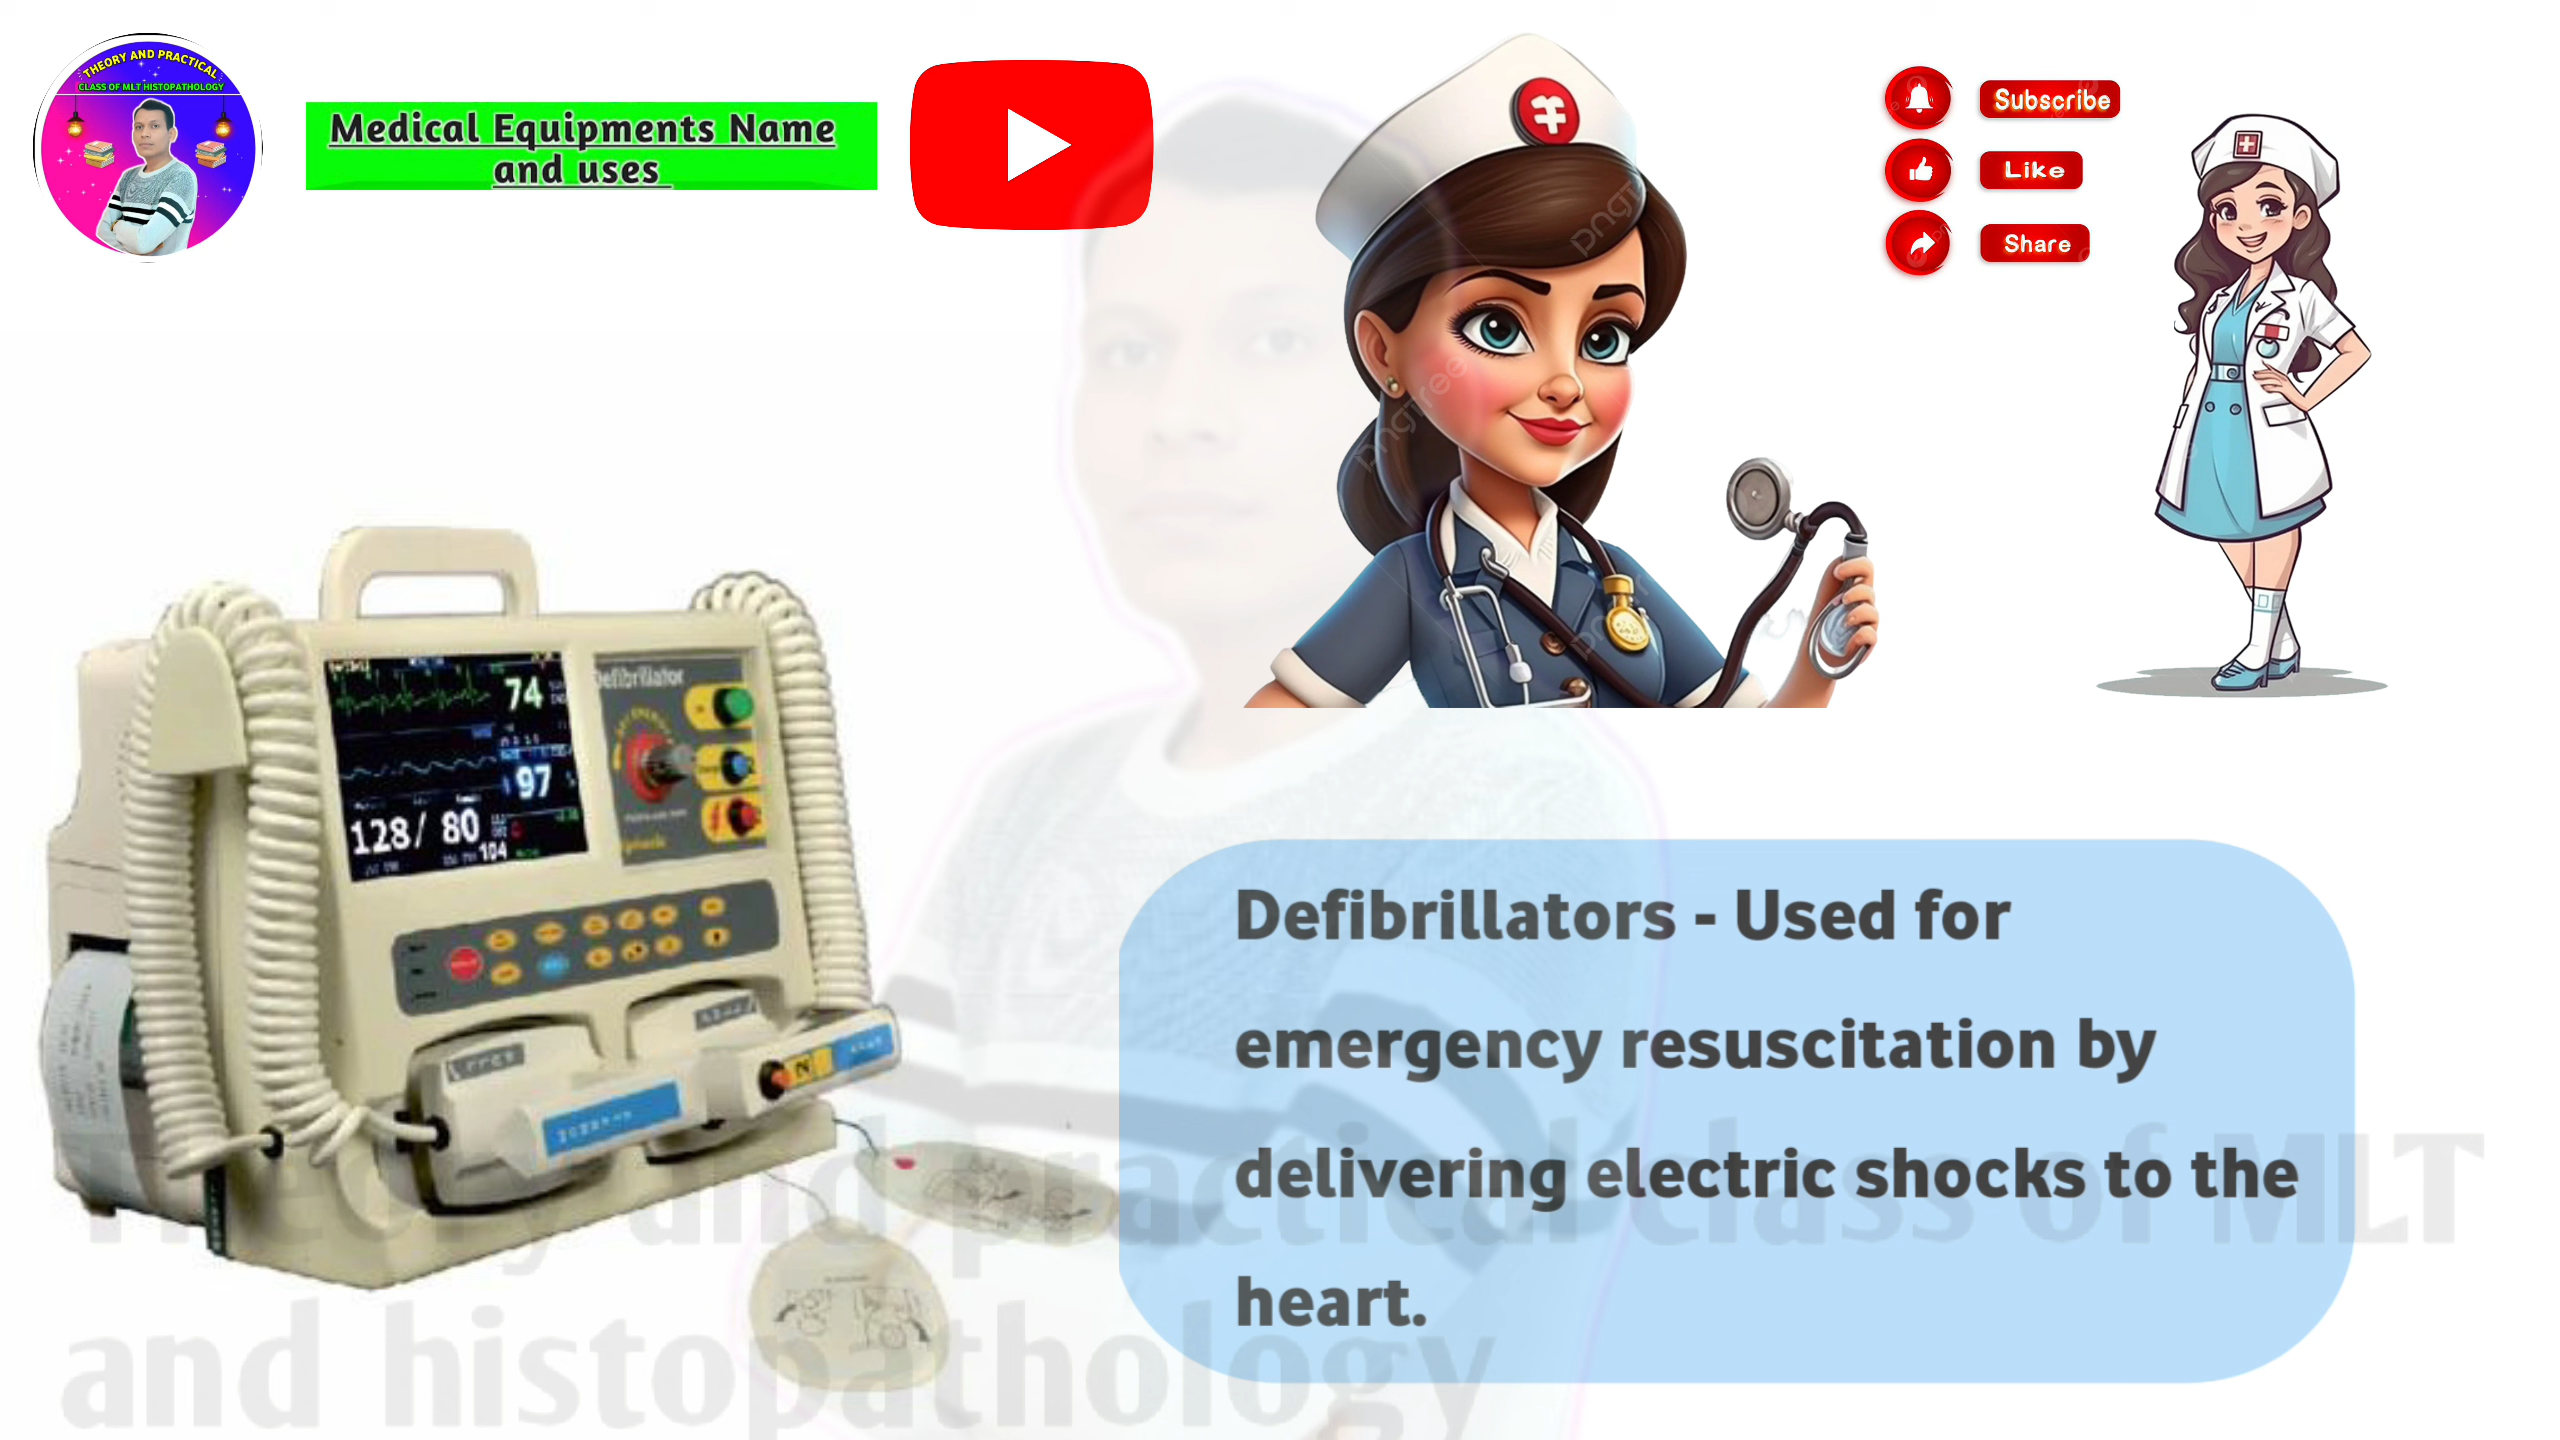 THEORY AND PRACTICAL
CLASS OF MLT HISTOPATHOLOGY
Medical Equipments Name
and uses
Subscribe
Like
Share
Defibrillator
74
97
128/ 80
104
Defibrillators - Used for
emergency resuscitation by
delivering electric shocks to the
heart.
Theory and practical class of MLT
and histopathology